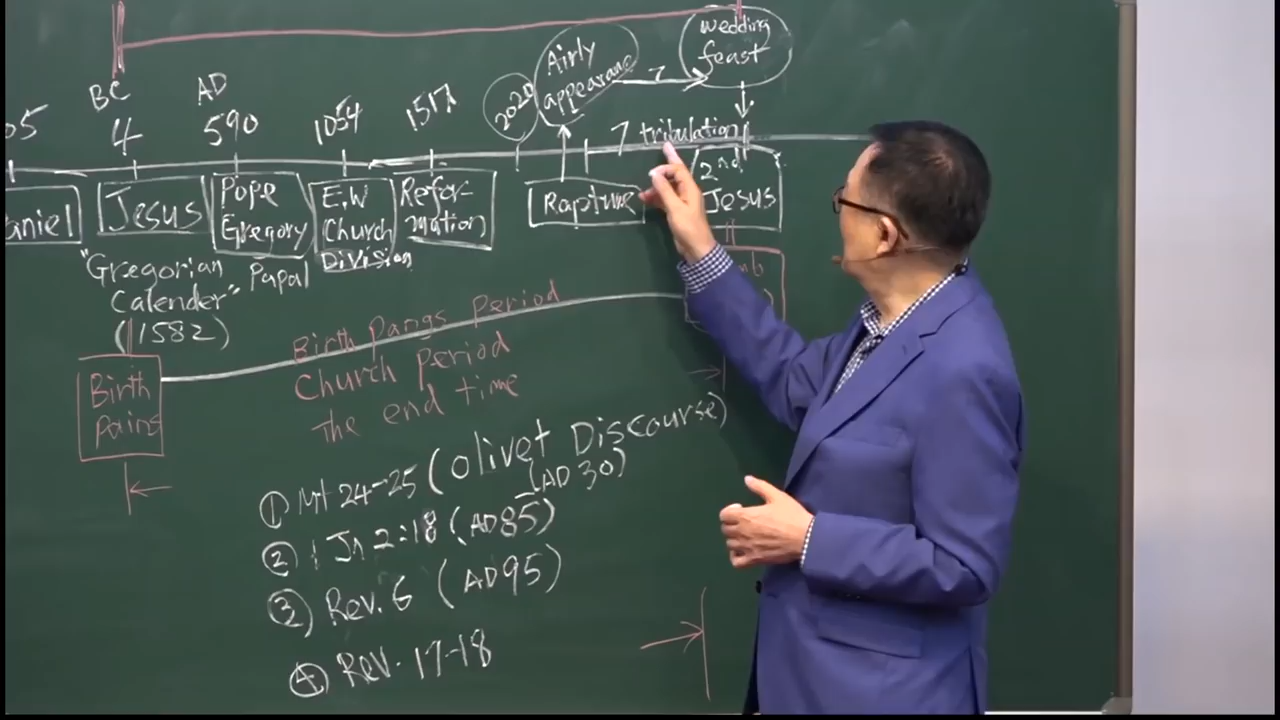 wedding
feast
Airly
appearance
7
BC
AD
05
4
590
1054
1517
2020
7 tribulation
aniel
Jesus
Pope
Gregory
E.W
Church
Division
Refor-
mation
Rapture
2nd
Jesus
"Gregorian
Calender"
(1582)
Papal
mb
Birth
pains
Birth pangs period
Church Period
The end time
① Mt 24-25 (Olivet Discourse)
(AD 30)
② 1 Jn 2:18 (AD85)
③ Rev. 6 (AD95)
④ Rev. 17-18